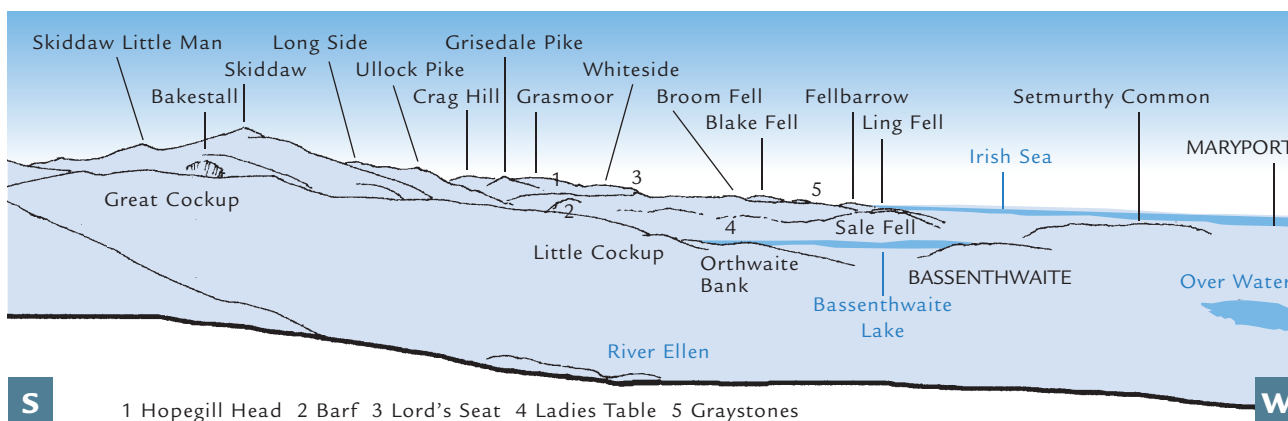 Skiddaw Little Man
Long Side
Grisedale Pike
Skiddaw
Ullock Pike
Whiteside
Bakestall
Crag Hill
Grasmoor
Broom Fell
Fellbarrow
Setmurthy Common
Blake Fell
Ling Fell
Irish Sea
MARYPORT
1
3
5
Great Cockup
2
4
Sale Fell
Little Cockup
Orthwaite
Bank
BASSENTHWAITE
Over Water
Bassenthwaite
Lake
River Ellen
S
W
1 Hopegill Head 2 Barf 3 Lord's Seat 4 Ladies Table 5 Graystones